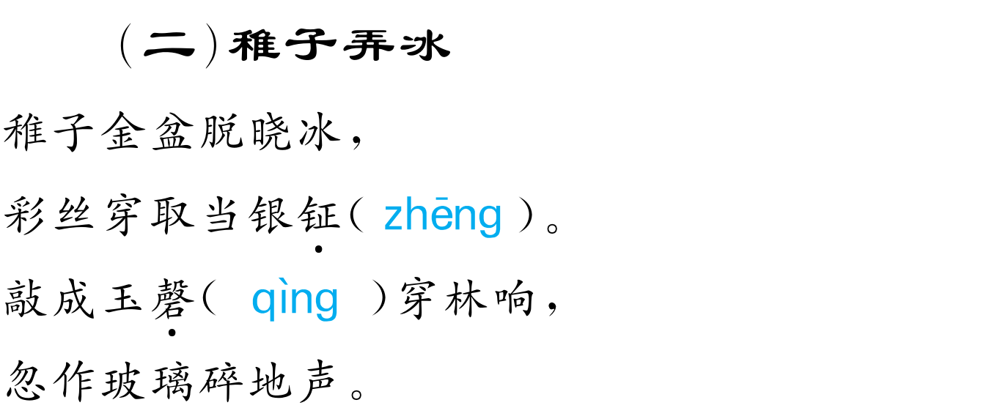 (二)稚子弄冰
稚子金盆脱晓冰，
彩丝穿取当银钲( zhēng )。
敲成玉磬( qìng )穿林响，
忽作玻璃碎地声。